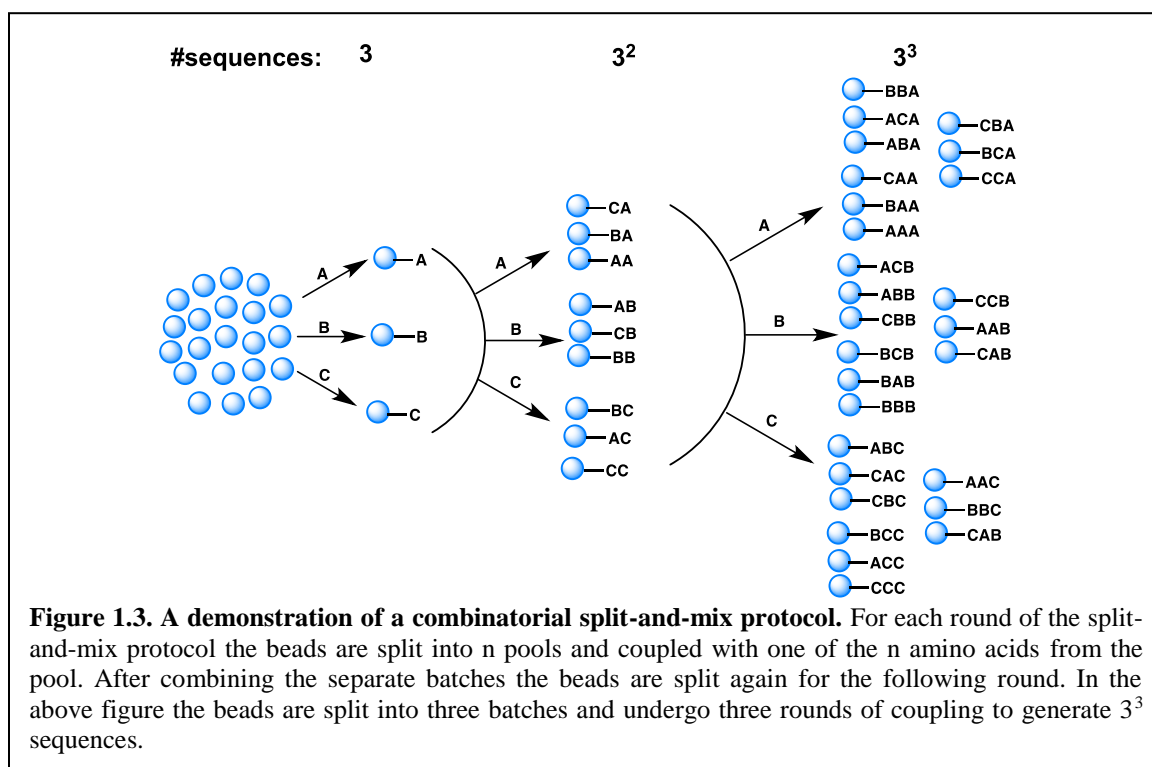 #sequences: 3 3² 3³
A
B
C
A
B
C
A
B
C
CA
BA
AA
AB
CB
BB
BC
AC
CC
A
B
C
BBA
ACA
ABA
CAA
BAA
AAA
CBA
BCA
CCA
ACB
ABB
CBB
BCB
BAB
BBB
CCB
AAB
CAB
ABC
CAC
CBC
BCC
ACC
CCC
AAC
BBC
CAB
Figure 1.3. A demonstration of a combinatorial split-and-mix protocol. For each round of the split-
and-mix protocol the beads are split into n pools and coupled with one of the n amino acids from the
pool. After combining the separate batches the beads are split again for the following round. In the
above figure the beads are split into three batches and undergo three rounds of coupling to generate 3³
sequences.